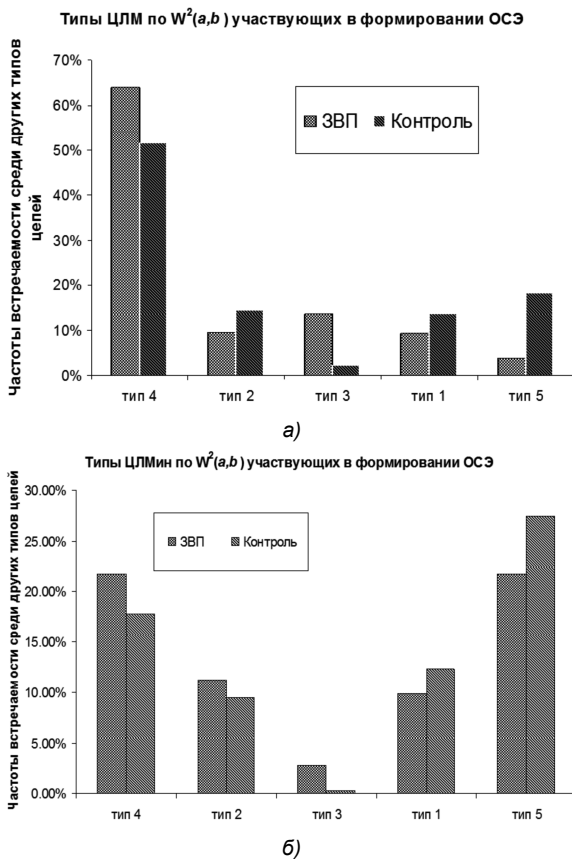 Типы ЦЛМ по W²(a,b ) участвующих в формировании ОСЭ
Частоты встречаемости среди других типов
цепей
70%
60%
50%
40%
30%
20%
10%
0%
ЗВП Контроль
тип 4 тип 2 тип 3 тип 1 тип 5
а)
Типы ЦЛМин по W²(a,b ) участвующих в формировании ОСЭ
Частоты встречаемости среди других типов цепей
30.00%
25.00%
20.00%
15.00%
10.00%
5.00%
0.00%
ЗВП Контроль
тип 4 тип 2 тип 3 тип 1 тип 5
б)